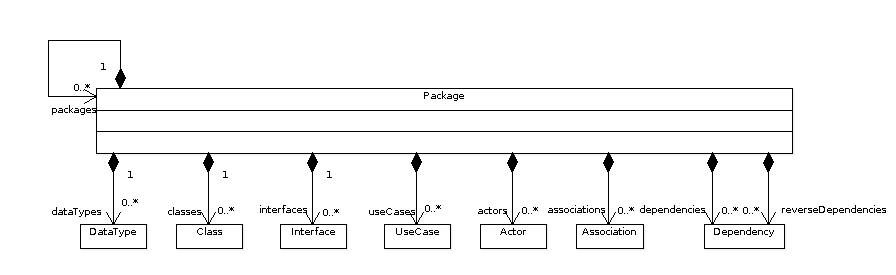 1
0..*
packages
Package
1
1
1
0..*
dataTypes
classes
0..*
interfaces
0..*
useCases
0..*
actors
0..*
associations
0..*
dependencies
0..*
0..*
reverseDependencies
DataType
Class
Interface
UseCase
Actor
Association
Dependency